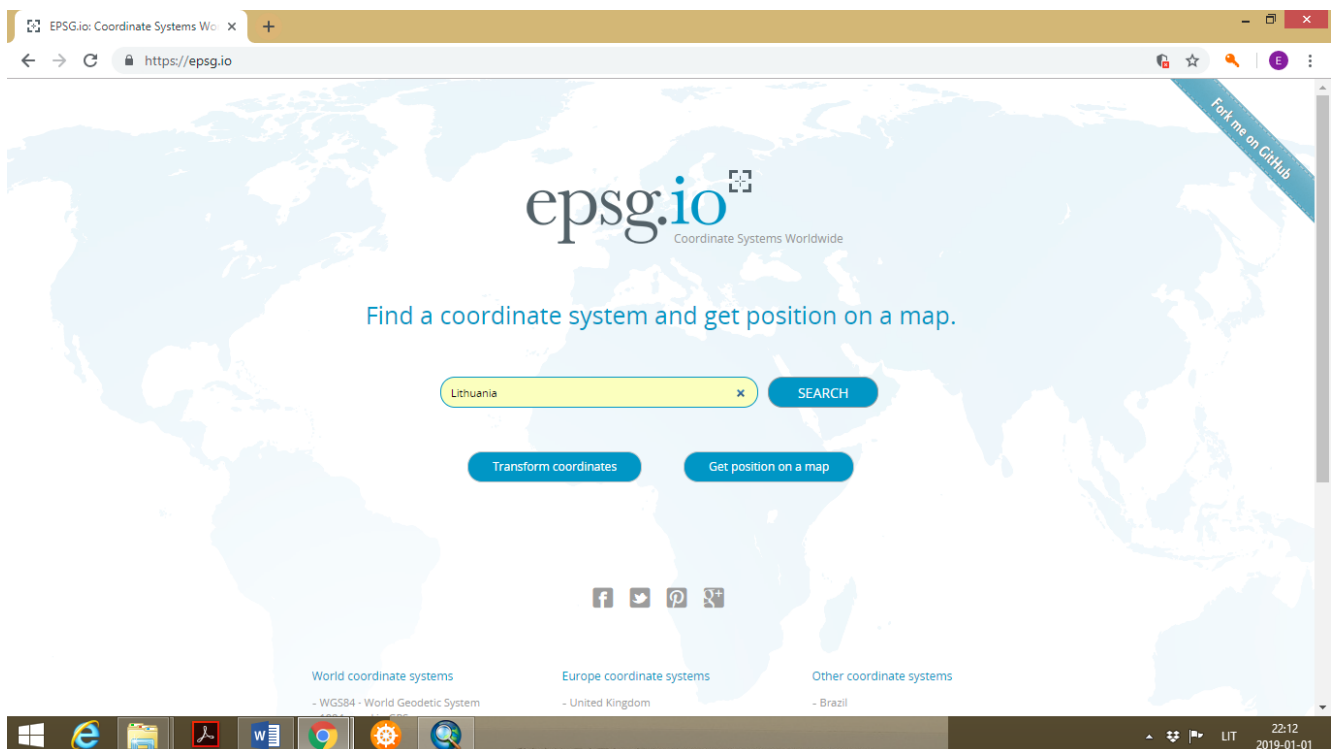 EPSG.io: Coordinate Systems Wo
https://epsg.io
E
Fork me on GitHub
epsg.io
Coordinate Systems Worldwide
Find a coordinate system and get position on a map.
Lithuania
SEARCH
Transform coordinates
Get position on a map
World coordinate systems
Europe coordinate systems
Other coordinate systems
- WGS84 - World Geodetic System
- United Kingdom
- Brazil
LIT
22:12
2019-01-01